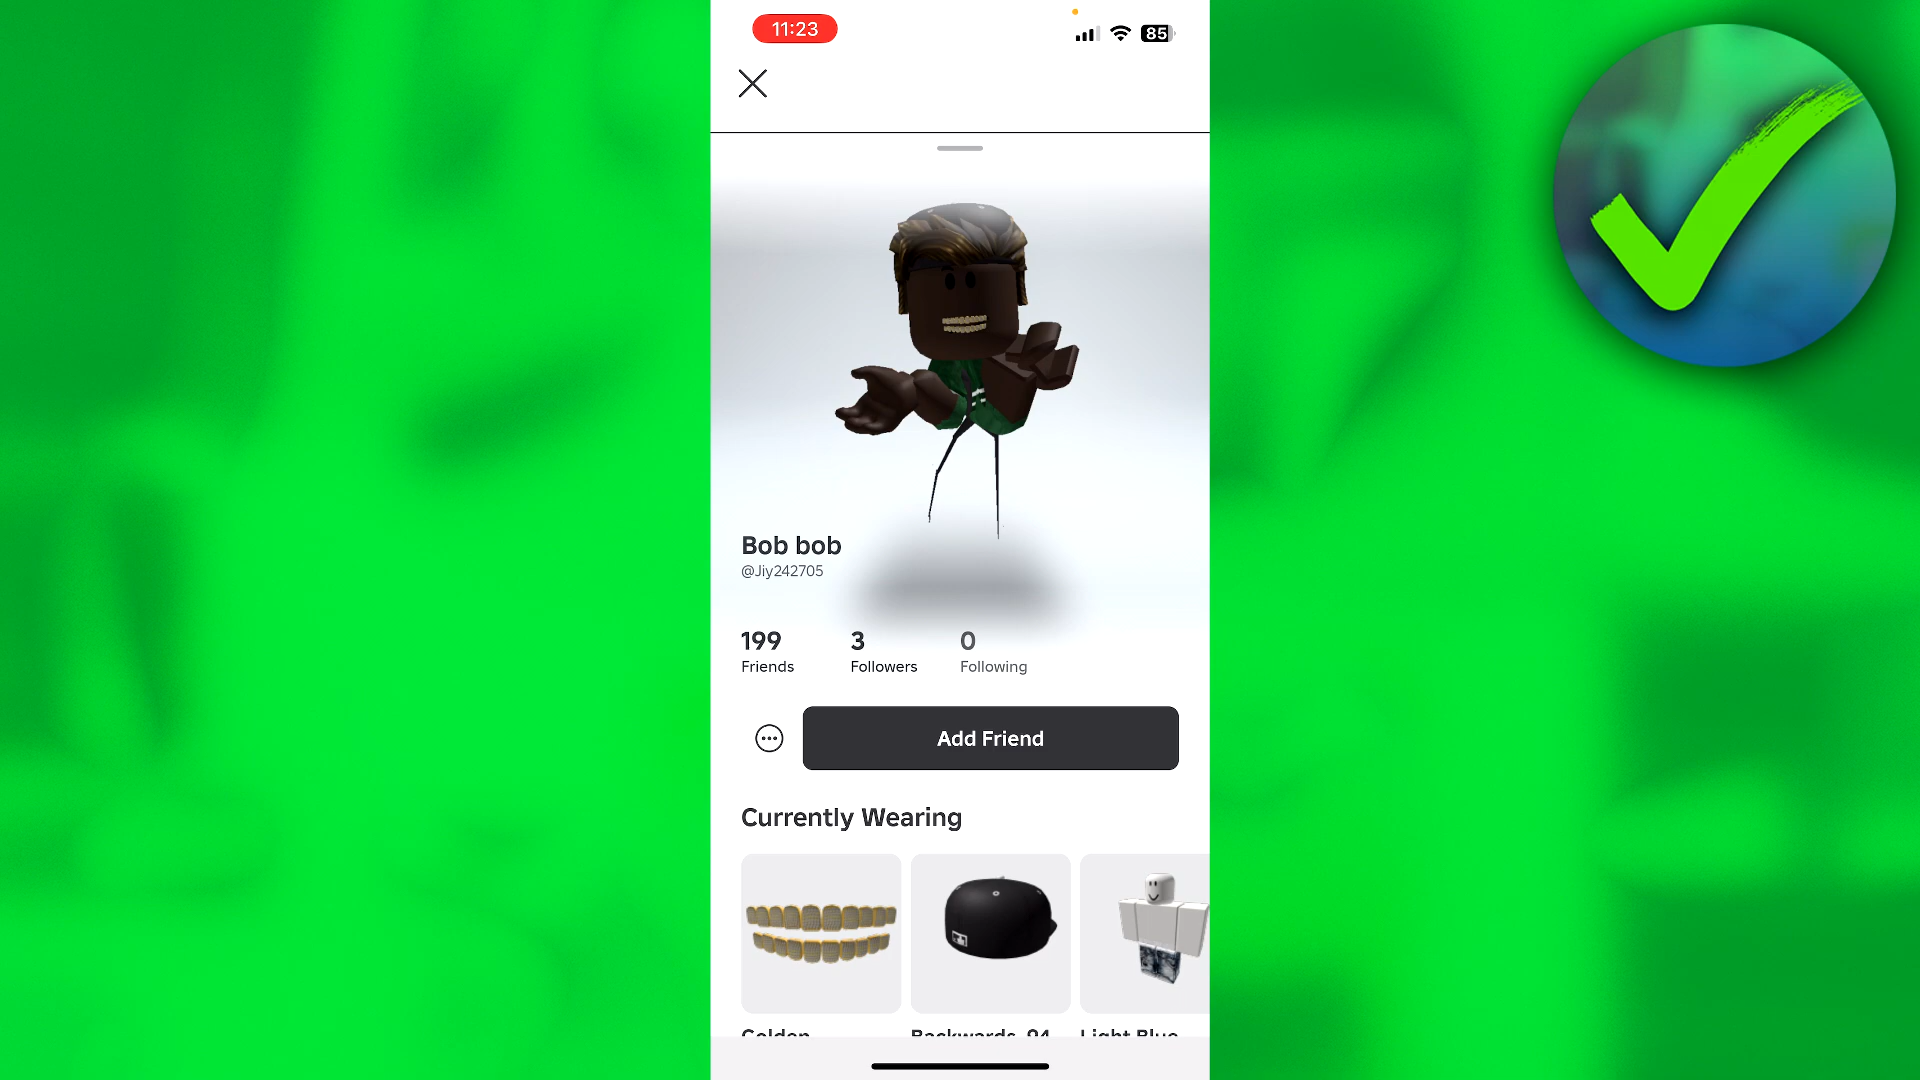 11:23
85
Bob bob
@Jiy242705
199 3 0
Friends Followers Following
Add Friend
Currently Wearing
Golden Backwards 94 Light Blue